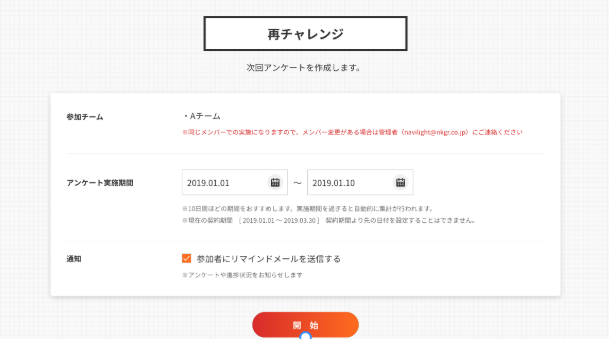 再チャレンジ
次回アンケートを作成します。
参加チーム
・Aチーム
※同じメンバーでの実施になりますので、メンバー変更がある場合は管理者（navilight@nkgr.co.jp）にご連絡ください
アンケート実施期間
2019.01.01 ～ 2019.01.10
※10日間ほどの期間をおすすめします。実施期間を過ぎると自動的に集計が行われます。
※現在の契約期間 [ 2019.01.01 ～ 2019.03.30 ] 契約期間より先の日付を設定することはできません。
通知
参加者にリマインドメールを送信する
※アンケートや進捗状況をお知らせします
開 始